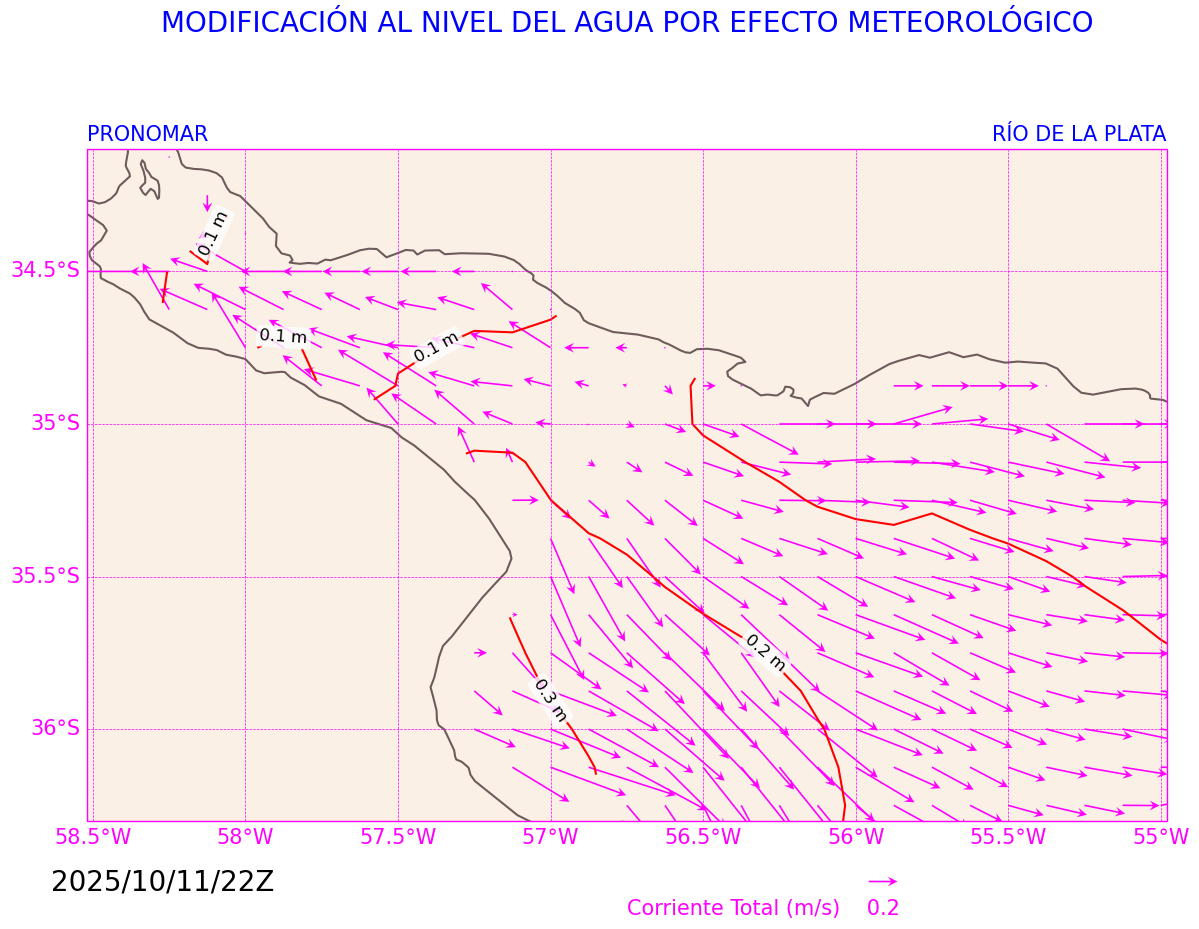 MODIFICACIÓN AL NIVEL DEL AGUA POR EFECTO METEOROLÓGICO
PRONOMAR
RÍO DE LA PLATA
0.1 m
34.5°S
0.1 m
0.1 m
35°S
35.5°S
0.2 m
0.3 m
36°S
58.5°W 58°W 57.5°W 57°W 56.5°W 56°W 55.5°W 55°W
2025/10/11/22Z
Corriente Total (m/s) 0.2